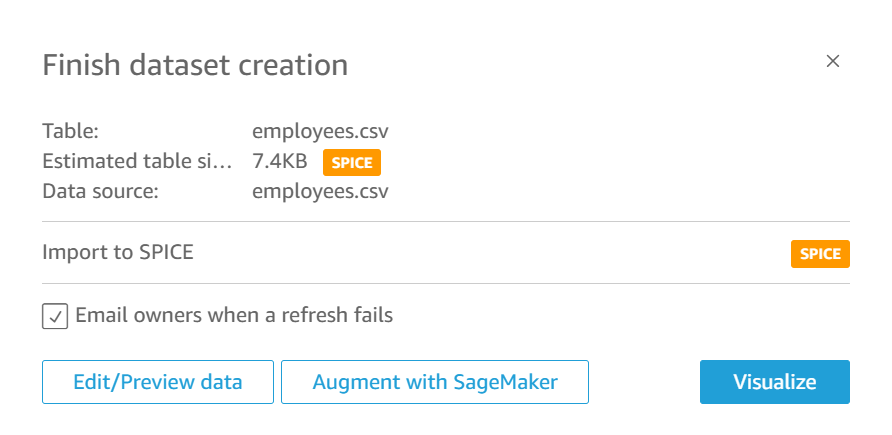 Finish dataset creation
Table: employees.csv
Estimated table si... 7.4KB SPICE
Data source: employees.csv
Import to SPICE SPICE
Email owners when a refresh fails
Edit/Preview data Augment with SageMaker Visualize